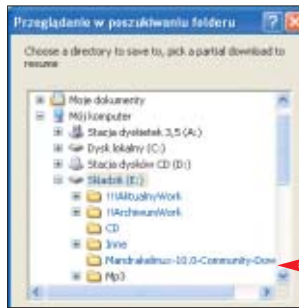 Przeglądanie w poszukiwaniu folderu
Choose a directory to save to, pick a partial download to
resume
Moje dokumenty
Mój komputer
Stacja dyskietek 3,5 (A:)
Dysk lokalny (C:)
Stacja dysków CD (D:)
Składzik (E:)
!!!AktualnyWork
!!ArchiwumWork
CD
Inne
Mandrakelinux-10.0-Community-Dow
Mp3